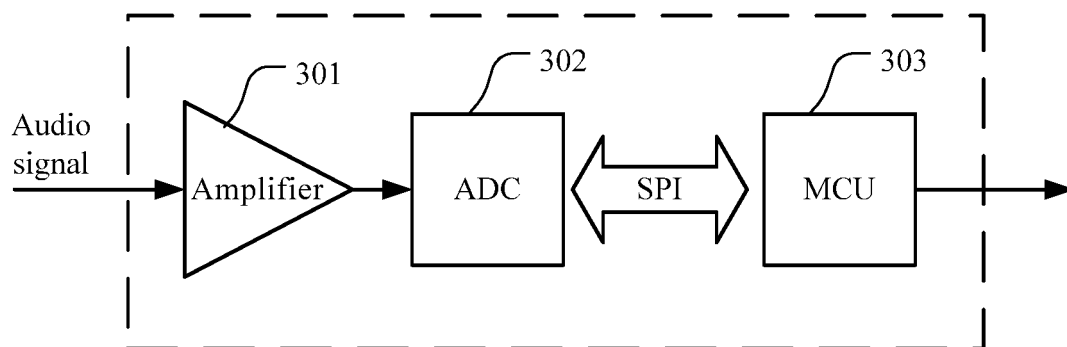 301
302
303
Audio
signal
Amplifier
ADC
SPI
MCU